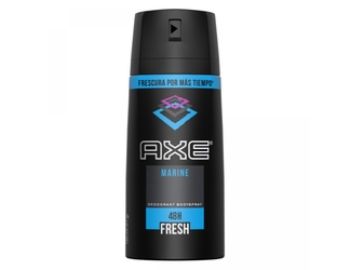 FRESCURA POR MÁS TIEMPO*
AXE
MARINE
DEODORANT BODYSPRAY
48H
FRESH